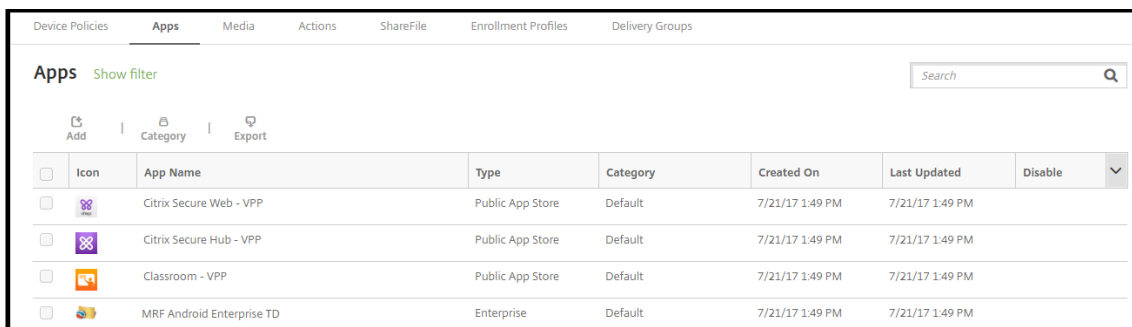 Device Policies Apps Media Actions ShareFile Enrollment Profiles Delivery Groups
Apps Show filter Search
Add | Category | Export
Icon App Name Type Category Created On Last Updated Disable
Citrix Secure Web - VPP Public App Store Default 7/21/17 1:49 PM 7/21/17 1:49 PM
Citrix Secure Hub - VPP Public App Store Default 7/21/17 1:49 PM 7/21/17 1:49 PM
Classroom - VPP Public App Store Default 7/21/17 1:49 PM 7/21/17 1:49 PM
MRF Android Enterprise TD Enterprise Default 7/21/17 1:49 PM 7/21/17 1:49 PM